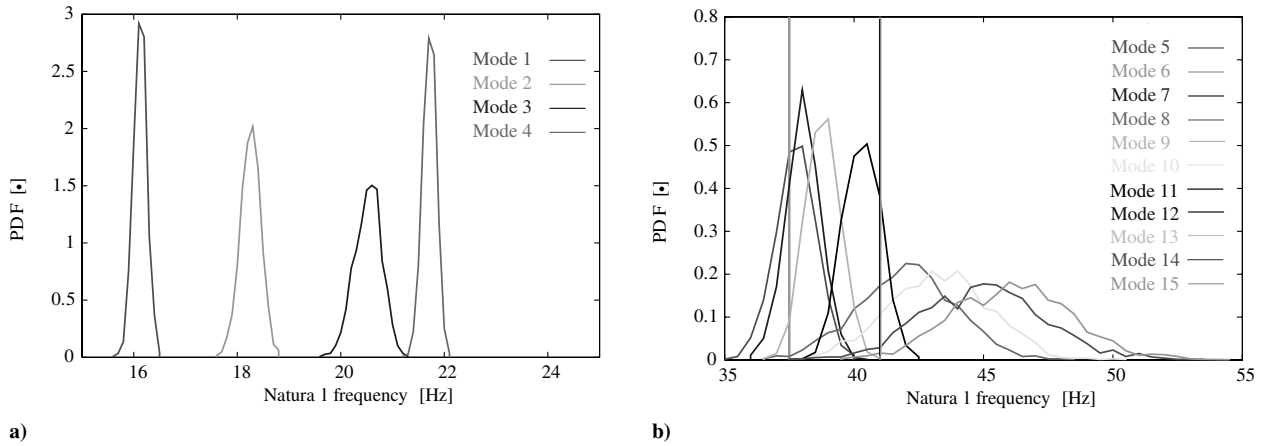 3
2.5
2
1.5
1
0.5
0
PDF [•]
16
18
20
22
24
Natura l frequency [Hz]
Mode 1
Mode 2
Mode 3
Mode 4
a)
0.8
0.7
0.6
0.5
0.4
0.3
0.2
0.1
0
PDF [•]
35
40
45
50
55
Natura l frequency [Hz]
Mode 5
Mode 6
Mode 7
Mode 8
Mode 9
Mode 10
Mode 11
Mode 12
Mode 13
Mode 14
Mode 15
b)